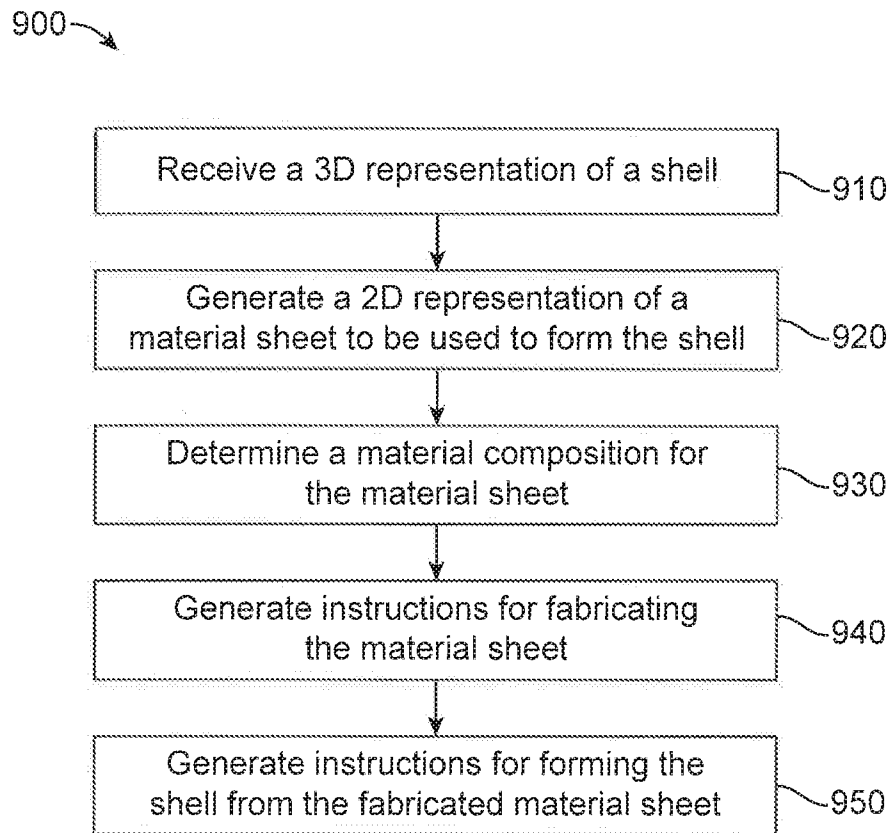 900
Receive a 3D representation of a shell
910
Generate a 2D representation of a
material sheet to be used to form the shell
920
Determine a material composition for
the material sheet
930
Generate instructions for fabricating
the material sheet
940
Generate instructions for forming the
shell from the fabricated material sheet
950